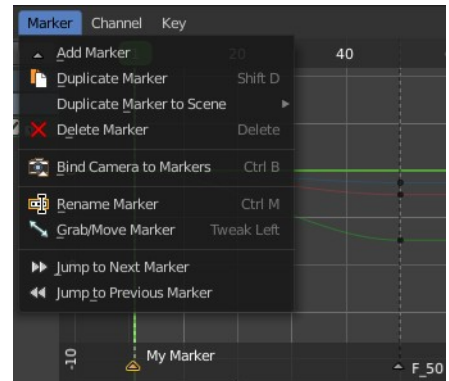 Marker Channel Key
20 40
Add Marker
Duplicate Marker Shift D
Duplicate Marker to Scene
Delete Marker Delete
Bind Camera to Markers Ctrl B
Rename Marker Ctrl M
Grab/Move Marker Tweak Left
Jump to Next Marker
Jump to Previous Marker
-10
My Marker
F_50